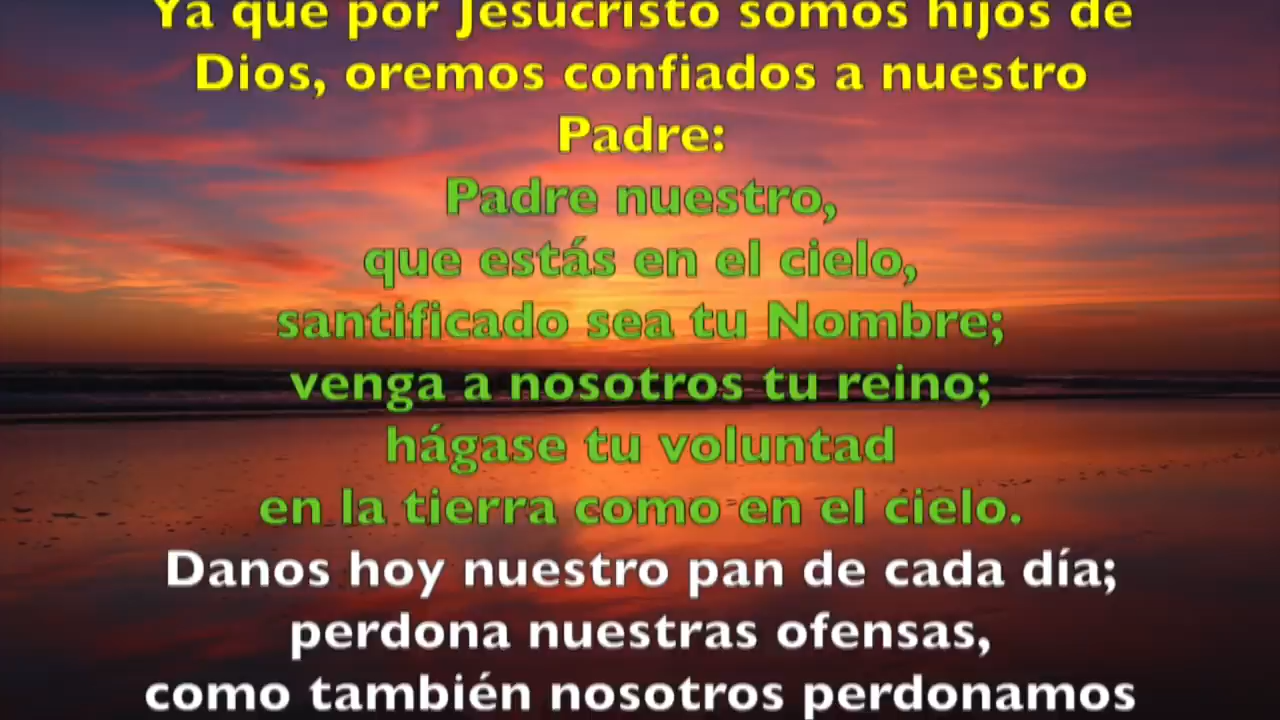 Ya que por Jesucristo somos hijos de
Dios, oremos confiados a nuestro
Padre:
Padre nuestro,
que estás en el cielo,
santificado sea tu Nombre;
venga a nosotros tu reino;
hágase tu voluntad
en la tierra como en el cielo.
Danos hoy nuestro pan de cada día;
perdona nuestras ofensas,
como también nosotros perdonamos